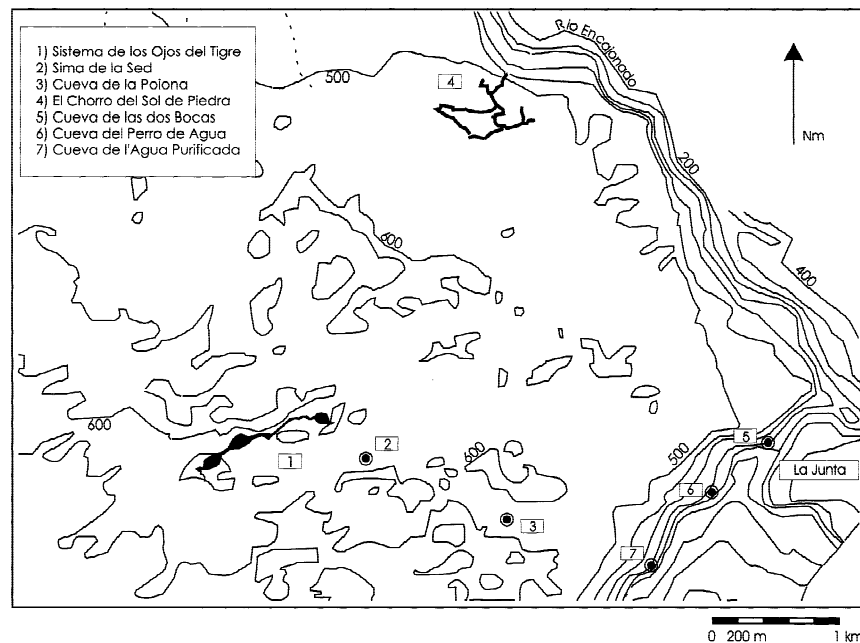 1) Sistema de los Ojos del Tigre
2) Sima de la Sed
3) Cueva de la Poiona
4) El Chorro del Sol de Piedra
5) Cueva de las dos Bocas
6) Cueva del Perro de Agua
7) Cueva de l'Agua Purificada
500
4
Río Encajonado
Nm
200
600
400
600
2
1
600
3
500
5
La Junta
6
7
0 200 m 1 km